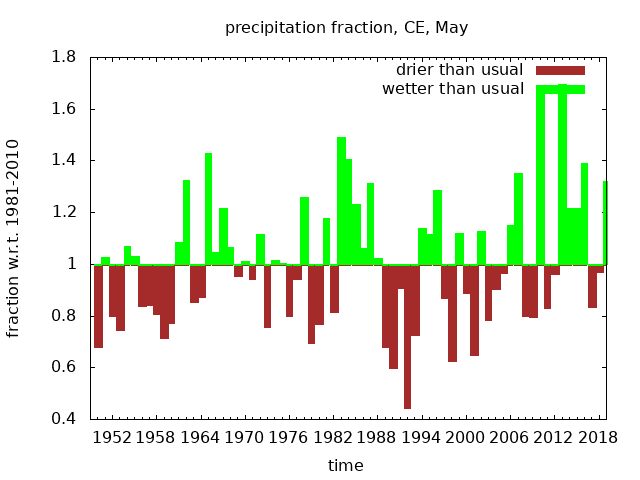 precipitation fraction, CE, May
drier than usual
wetter than usual
fraction w.r.t. 1981-2010
1.8
1.6
1.4
1.2
1
0.8
0.6
0.4
1952 1958 1964 1970 1976 1982 1988 1994 2000 2006 2012 2018
time